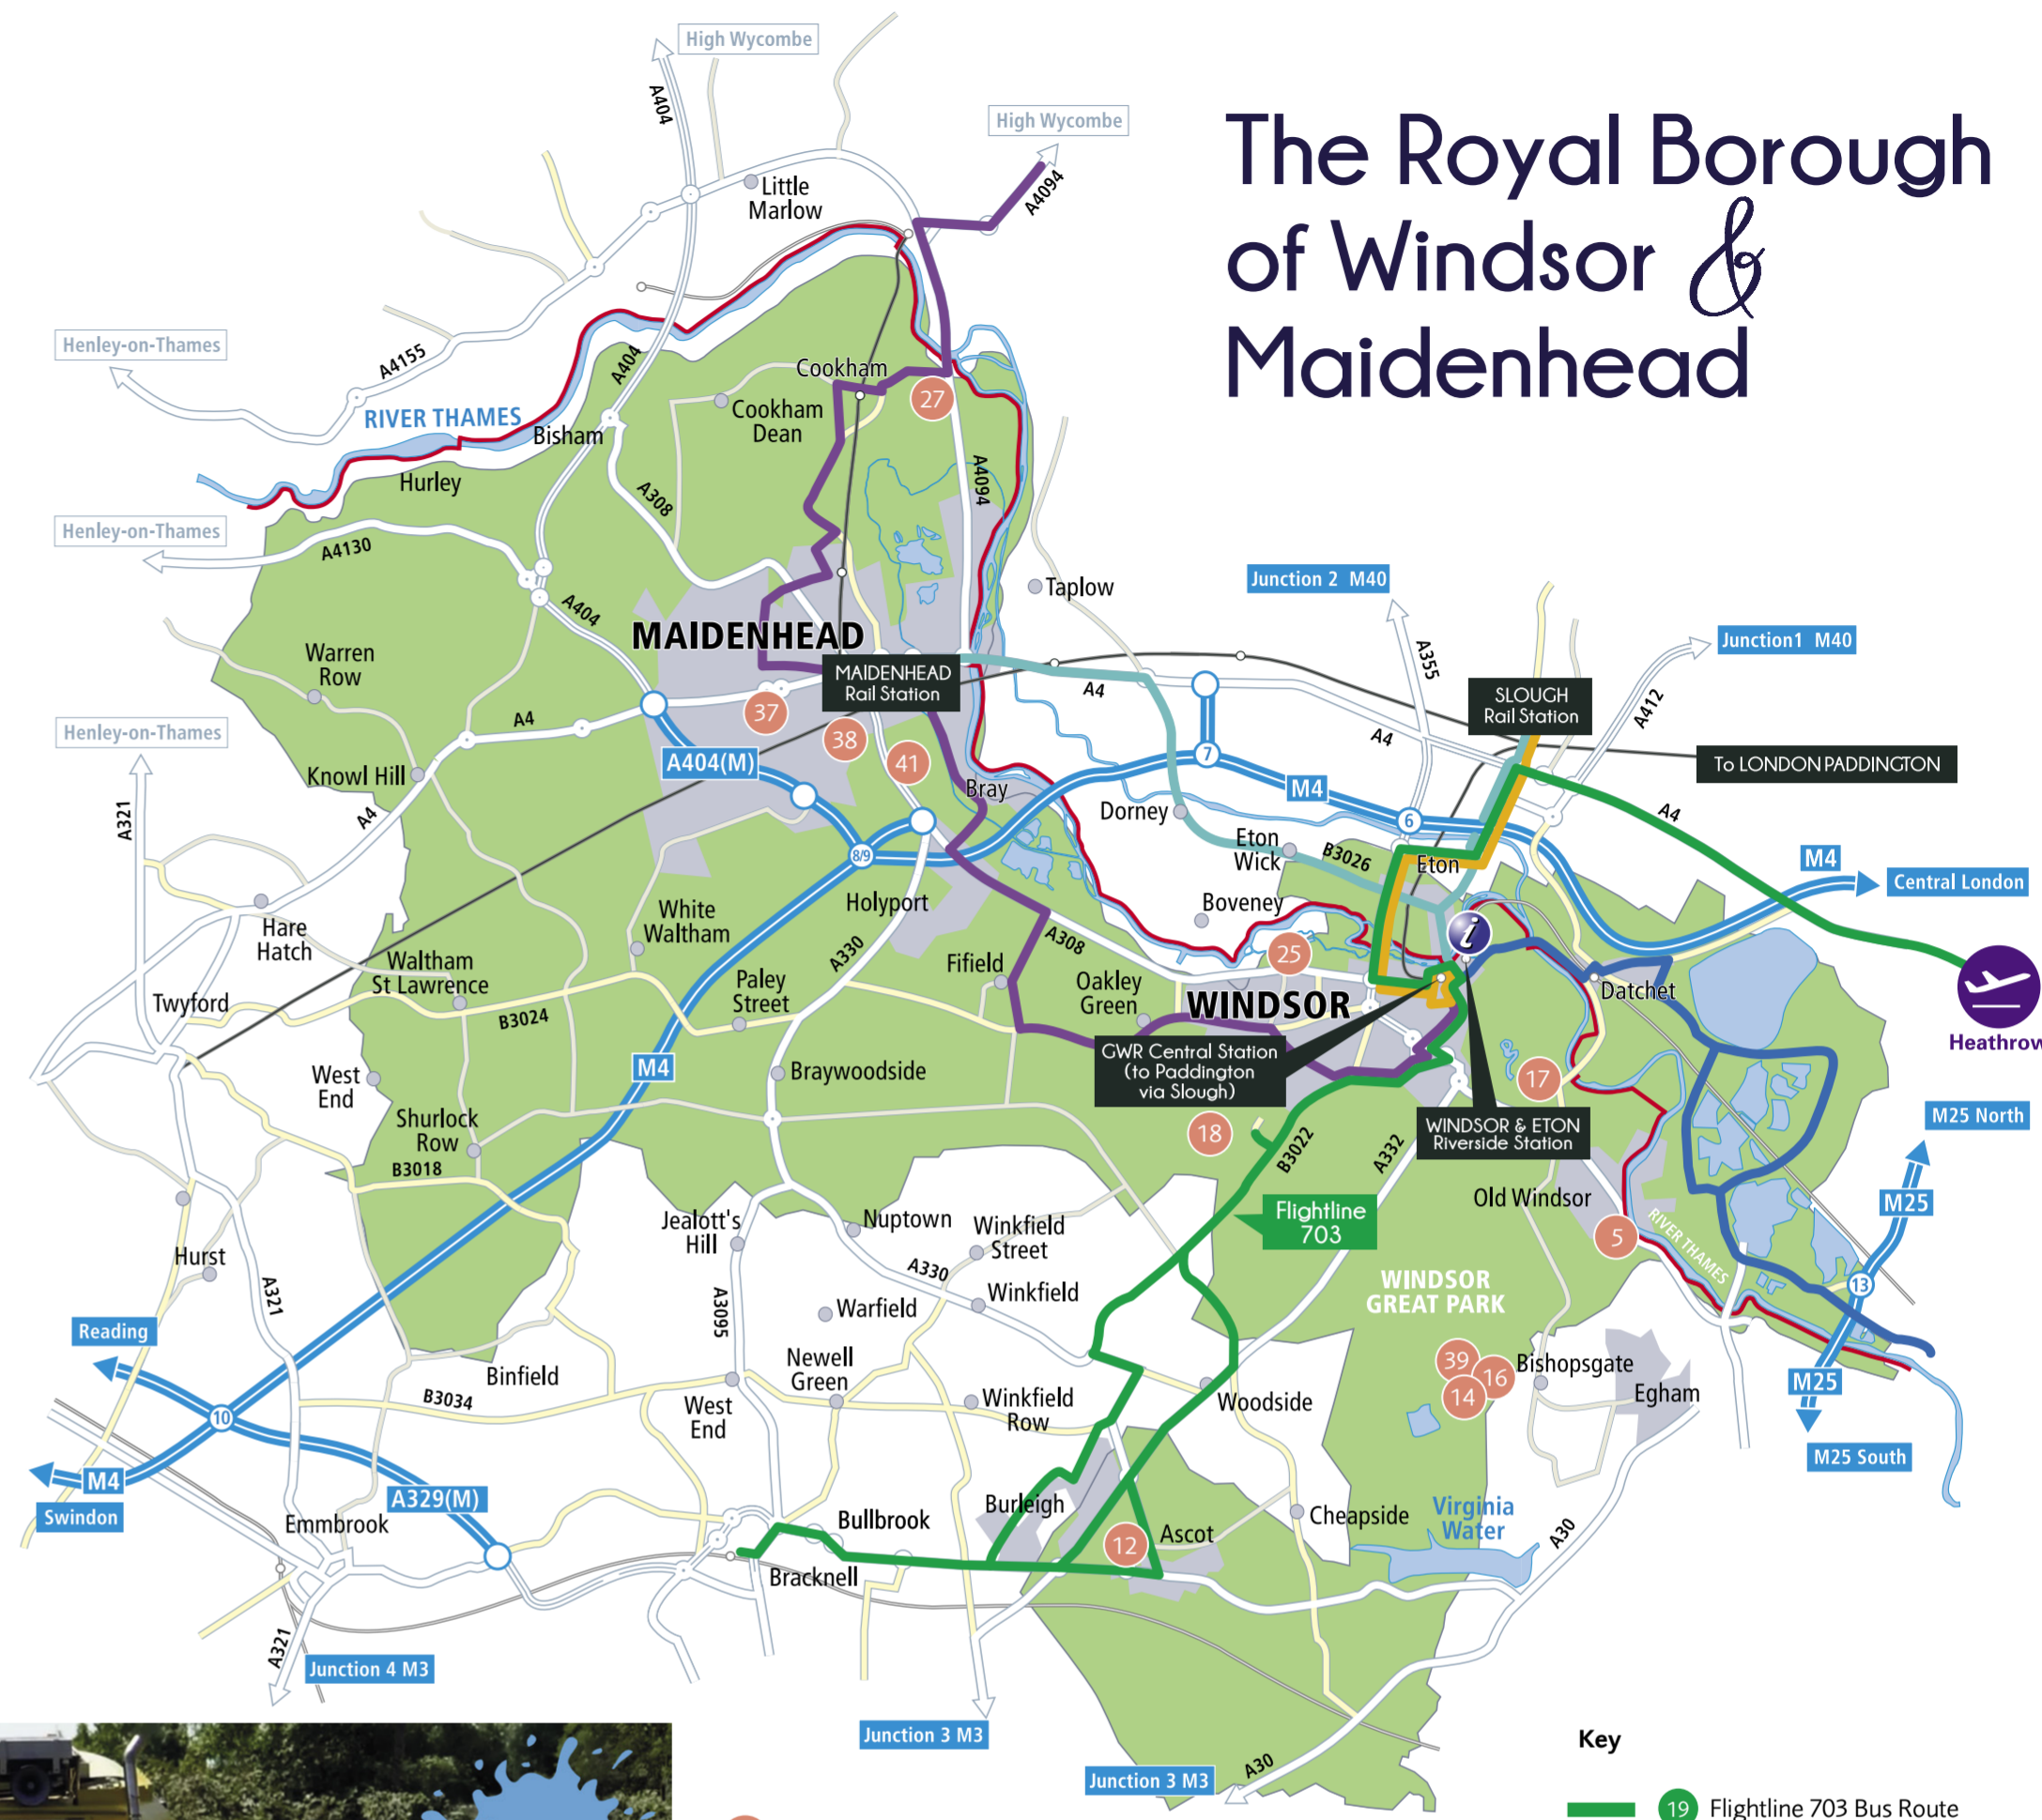 The Royal Borough
of Windsor &
Maidenhead
High Wycombe
A404
High Wycombe
A4094
Little
Marlow
Henley-on-Thames
A4155
A404
RIVER THAMES
Bisham
Cookham
27
Cookham
Dean
Hurley
A308
A4094
Henley-on-Thames
A4130
A404
Taplow
Junction 2 M40
Junction1 M40
A355
MAIDENHEAD
MAIDENHEAD
Rail Station
Warren
Row
A4
SLOUGH
Rail Station
A412
Henley-on-Thames
A4
37
38
41
A404(M)
A4
To LONDON PADDINGTON
7
Knowl Hill
A4
A321
Bray
M4
Dorney
6
A4
Eton
Wick
B3026
Eton
8/9
M4
Central London
Hare
Hatch
White
Waltham
Holyport
Boveney
i
A330
A308
25
Waltham
St Lawrence
Paley
Street
Fifield
Oakley
Green
WINDSOR
Datchet
Twyford
B3024
Heathrow
GWR Central Station
(to Paddington
via Slough)
West
End
M4
Braywoodside
17
Shurlock
Row
18
WINDSOR & ETON
Riverside Station
M25 North
B3018
B3022
A332
M25
Old Windsor
Jealott's
Hill
Nuptown
Winkfield
Street
Flightline
703
5
RIVER THAMES
Hurst
A321
A330
Winkfield
WINDSOR
GREAT PARK
13
A3095
Warfield
Reading
Newell
Green
39
16
14
Bishopsgate
M25
Egham
Binfield
B3034
West
End
Winkfield
Row
Woodside
10
M25 South
M4
A329(M)
Swindon
Emmbrook
Bullbrook
Burleigh
Cheapside
Virginia
Water
12
Ascot
A30
Bracknell
A321
Junction 4 M3
Junction 3 M3
Junction 3 M3
A30
Key
19 Flightline 703 Bus Route